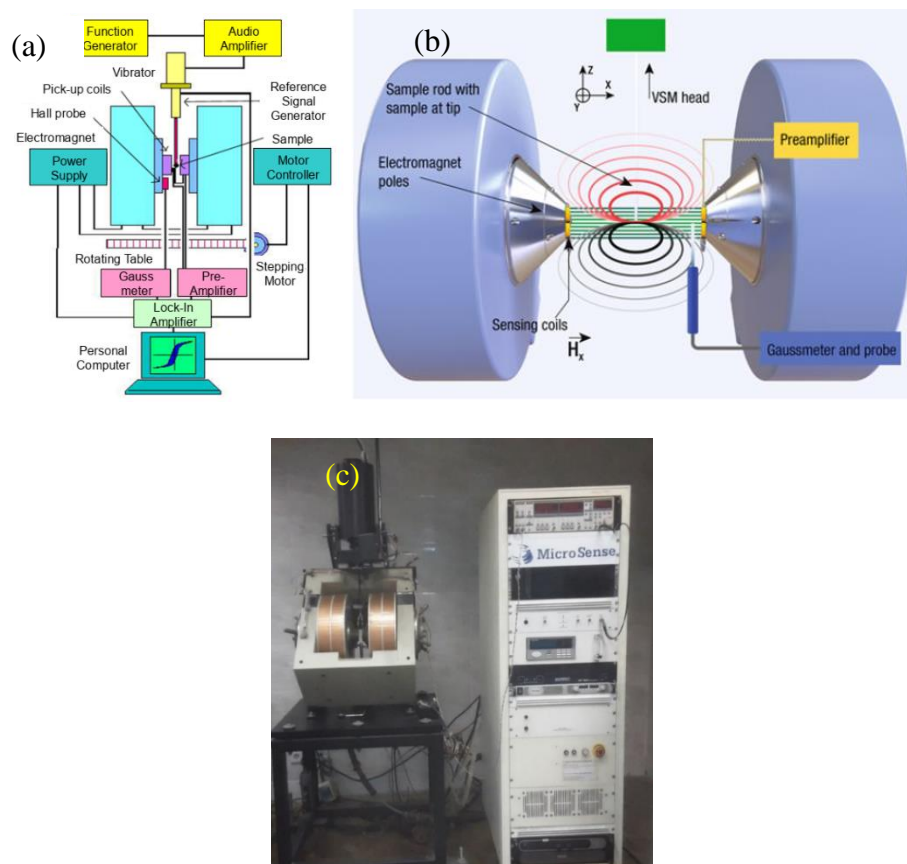 (a)
Function
Generator
Audio
Amplifier
Vibrator
Pick-up coils
Hall probe
Electromagnet
Reference
Signal
Generator
Sample
Power
Supply
Motor
Controller
Rotating Table
Stepping
Motor
Gauss
meter
Pre-
Amplifier
Lock-In
Amplifier
Personal
Computer
(b)
Z
X
Y
VSM head
Sample rod with
sample at tip
Preamplifier
Electromagnet
poles
Sensing coils
Hx
Gaussmeter and probe
(c)
MicroSense